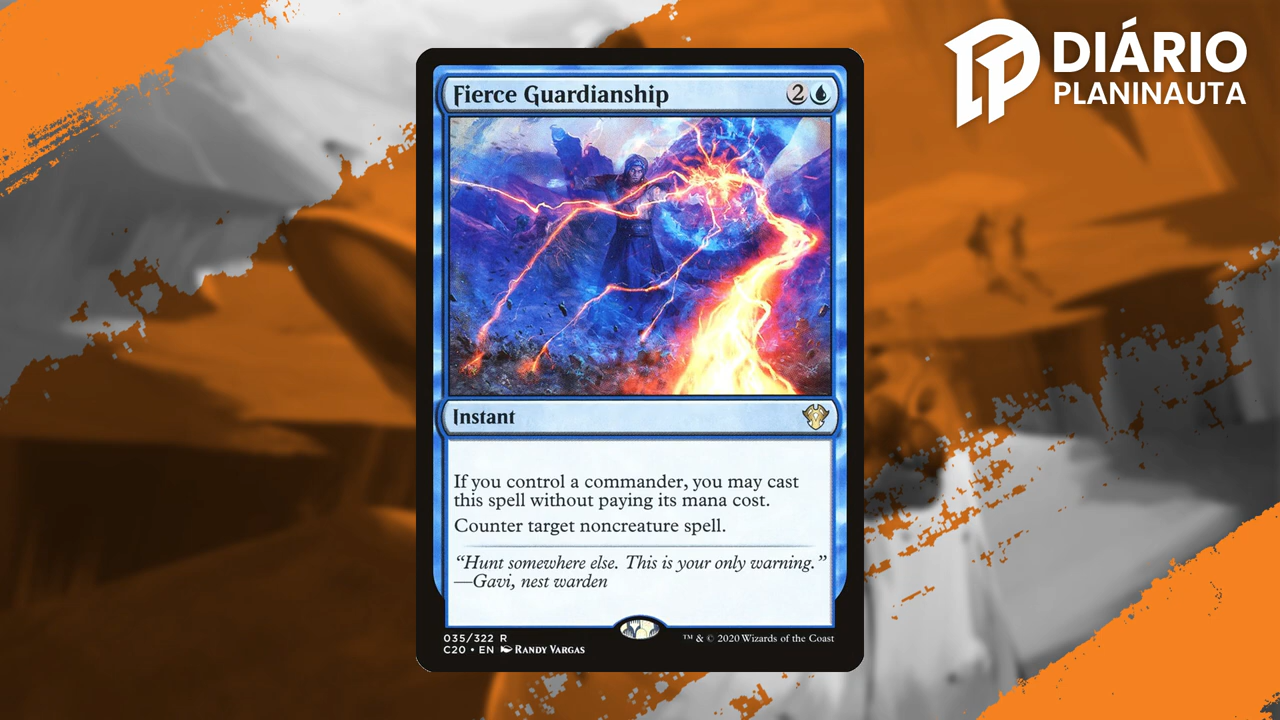 DIÁRIO
PLANINAUTA
Fierce Guardianship 2
Instant
If you control a commander, you may cast
this spell without paying its mana cost.
Counter target noncreature spell.
“Hunt somewhere else. This is your only warning.”
—Gavi, nest warden
035/322 R
C20 • EN Randy Vargas
™ & © 2020 Wizards of the Coast